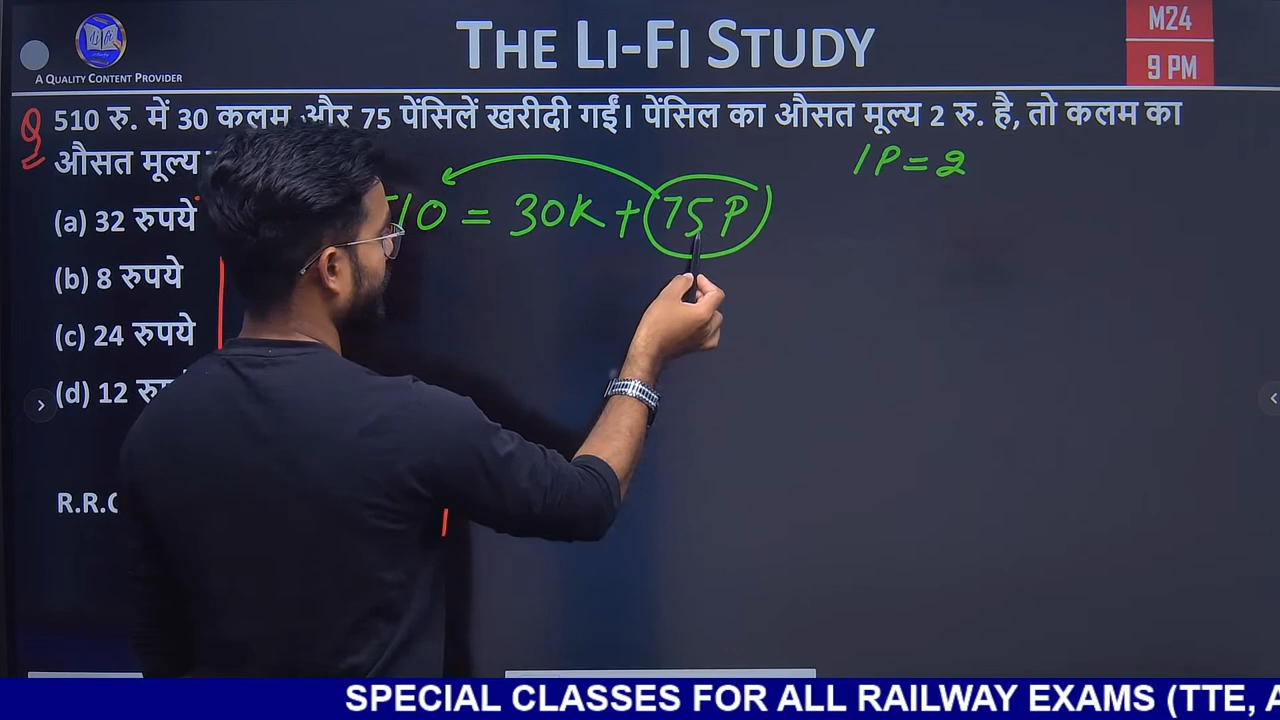 THE LI-FI STUDY
A QUALITY CONTENT PROVIDER
M24
9 PM
Q 510 रु. में 30 कलम और 75 पेंसिलें खरीदी गईं। पेंसिल का औसत मूल्य 2 रु. है, तो कलम का
औसत मूल्य
1P=2
510 = 30K+75P
(a) 32 रुपये
(b) 8 रुपये
(c) 24 रुपये
(d) 12
R.R.
SPECIAL CLASSES FOR ALL RAILWAY EXAMS (TTE, A